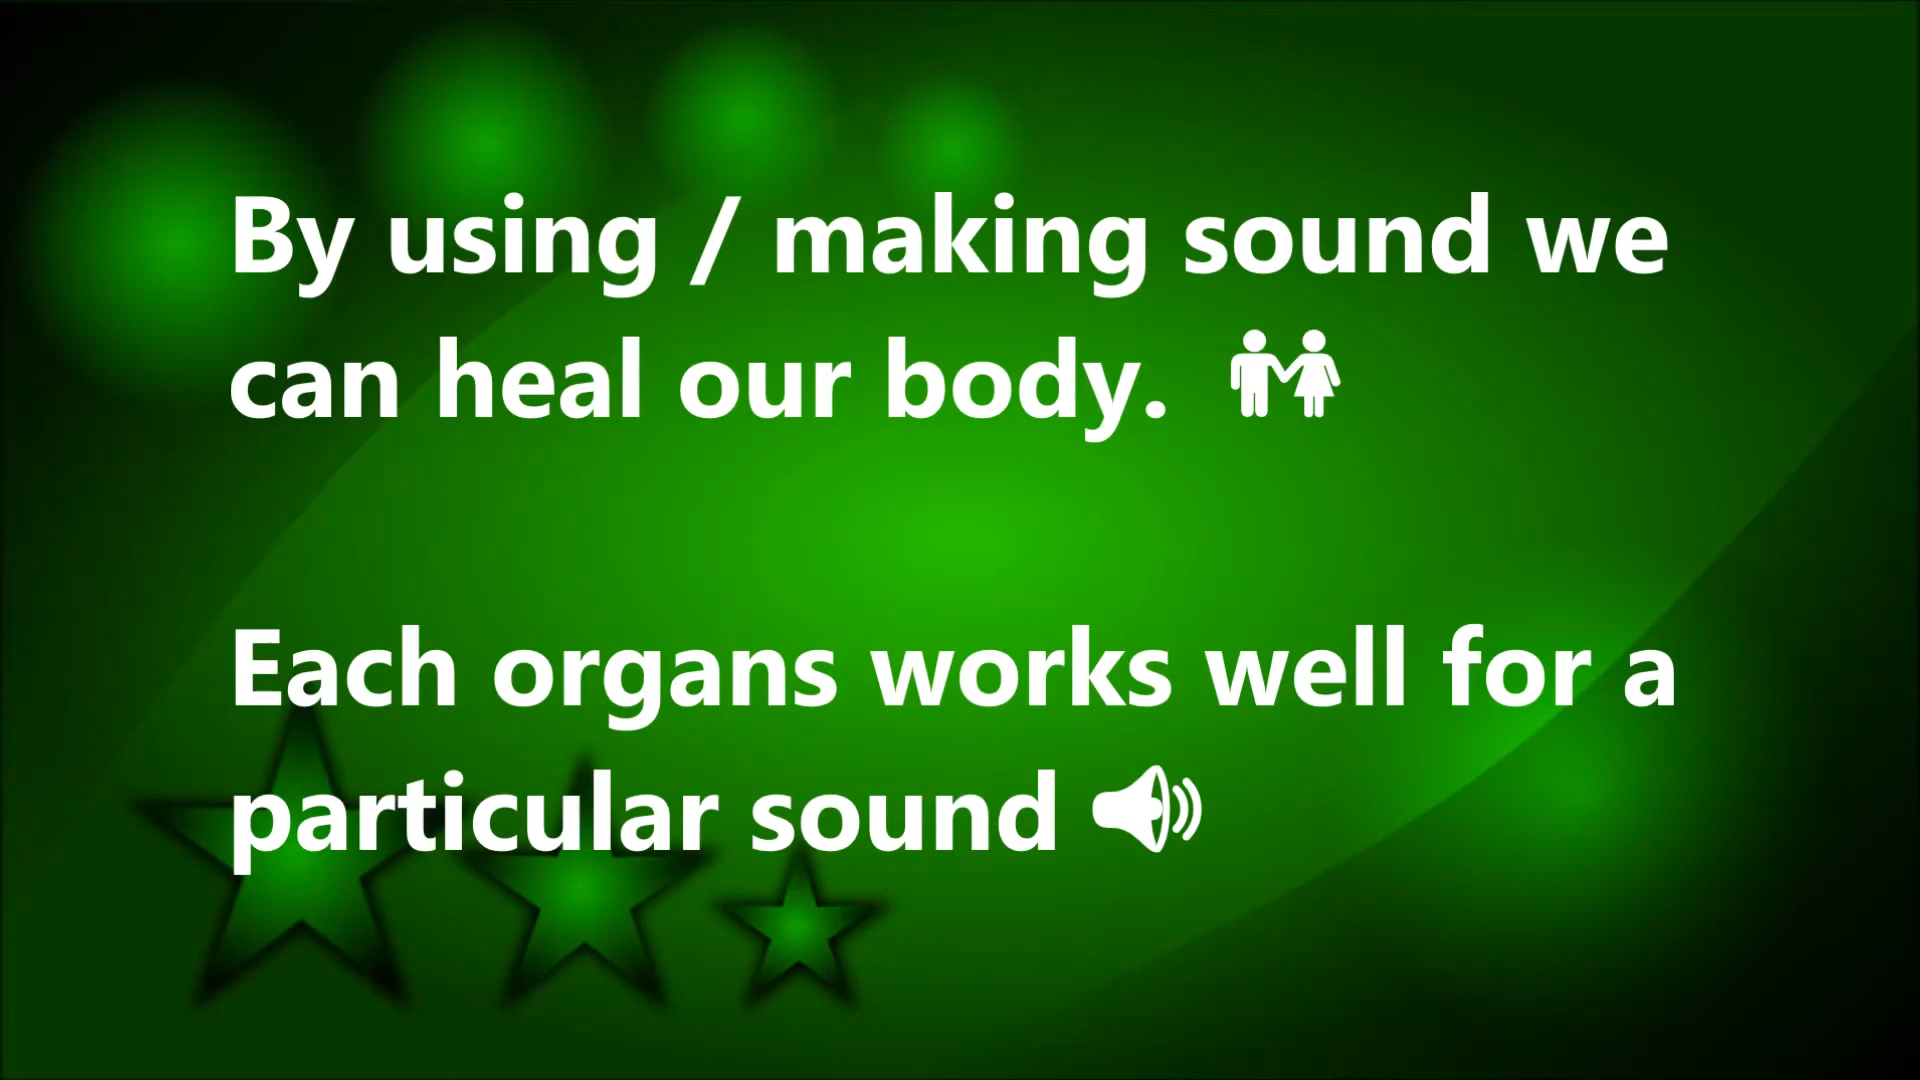 By using / making sound we
can heal our body.
Each organs works well for a
particular sound